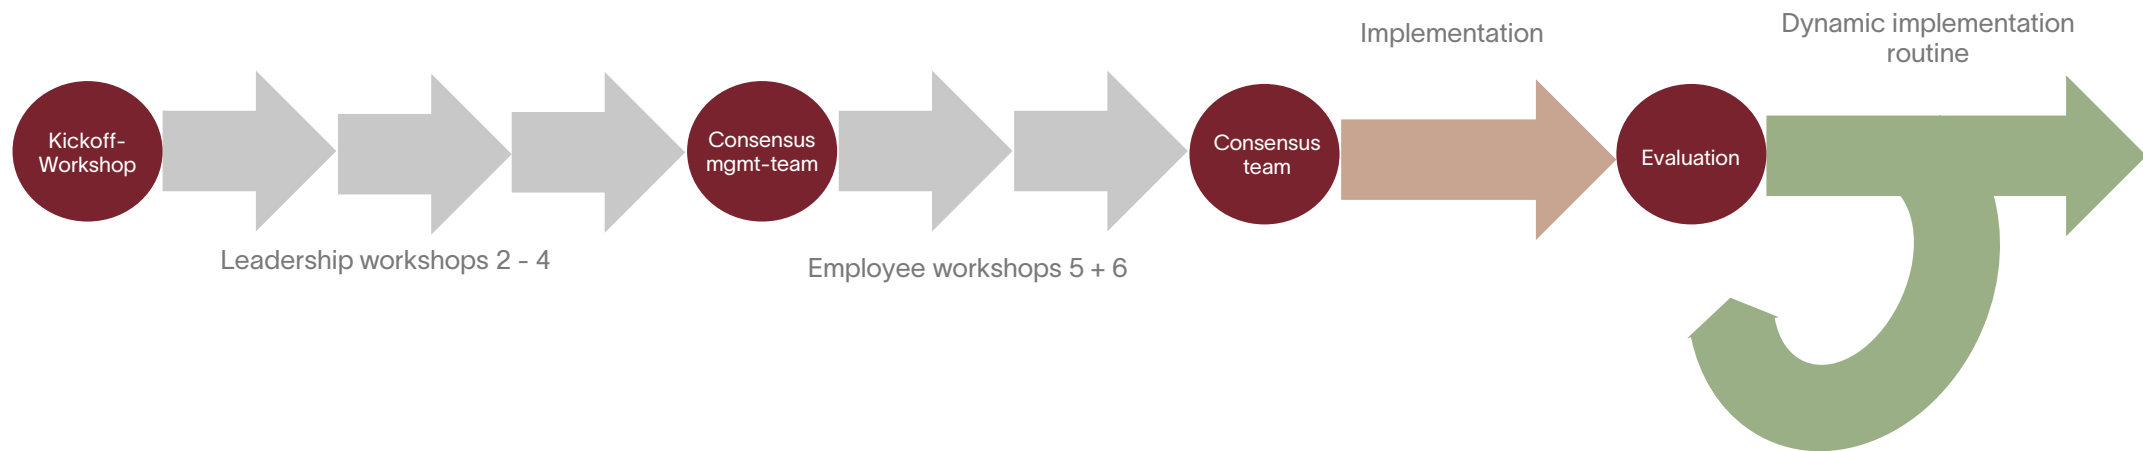 Kickoff-
Workshop
Leadership workshops 2 - 4
Consensus
mgmt-team
Employee workshops 5 + 6
Consensus
team
Implementation
Evaluation
Dynamic implementation
routine